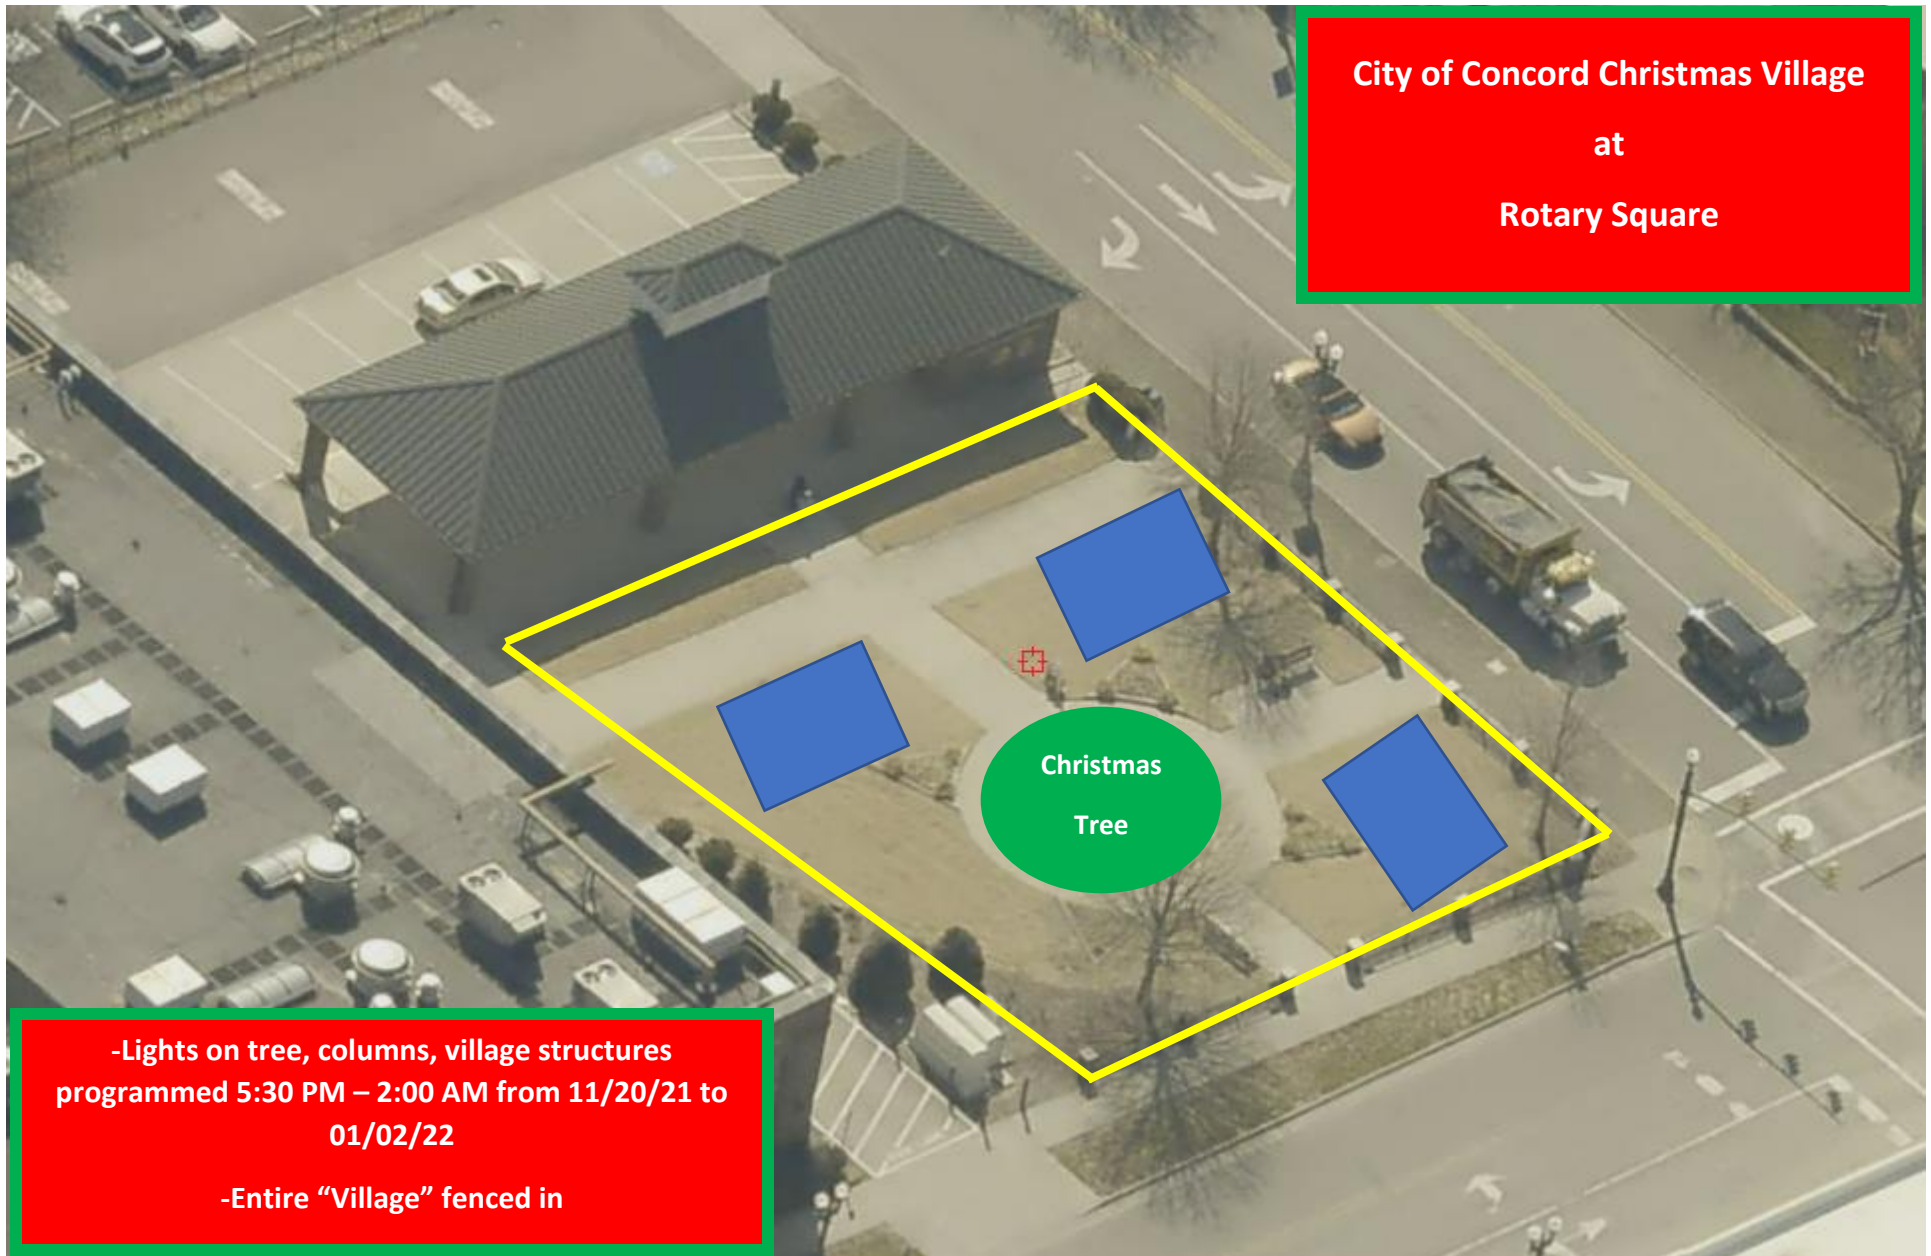 City of Concord Christmas Village
at
Rotary Square
Christmas
Tree
-Lights on tree, columns, village structures
programmed 5:30 PM – 2:00 AM from 11/20/21 to
01/02/22
-Entire “Village” fenced in